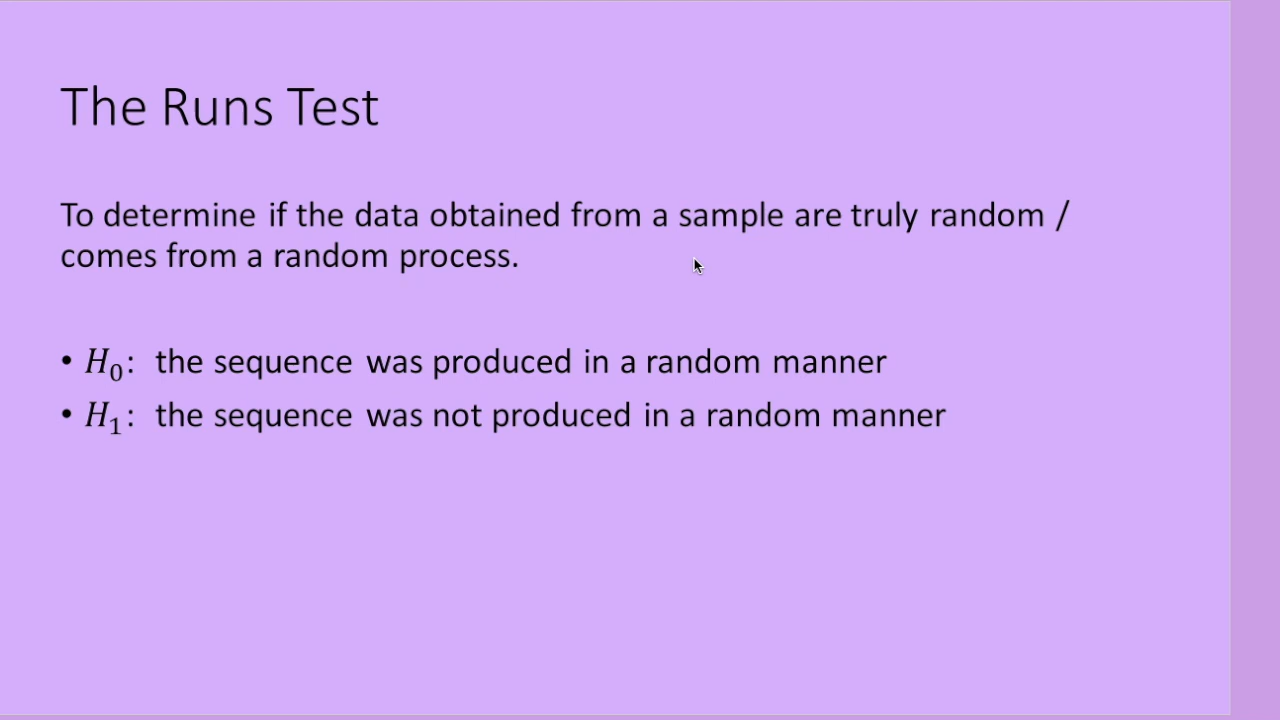 The Runs Test
To determine if the data obtained from a sample are truly random /
comes from a random process.
• H₀: the sequence was produced in a random manner
• H₁: the sequence was not produced in a random manner